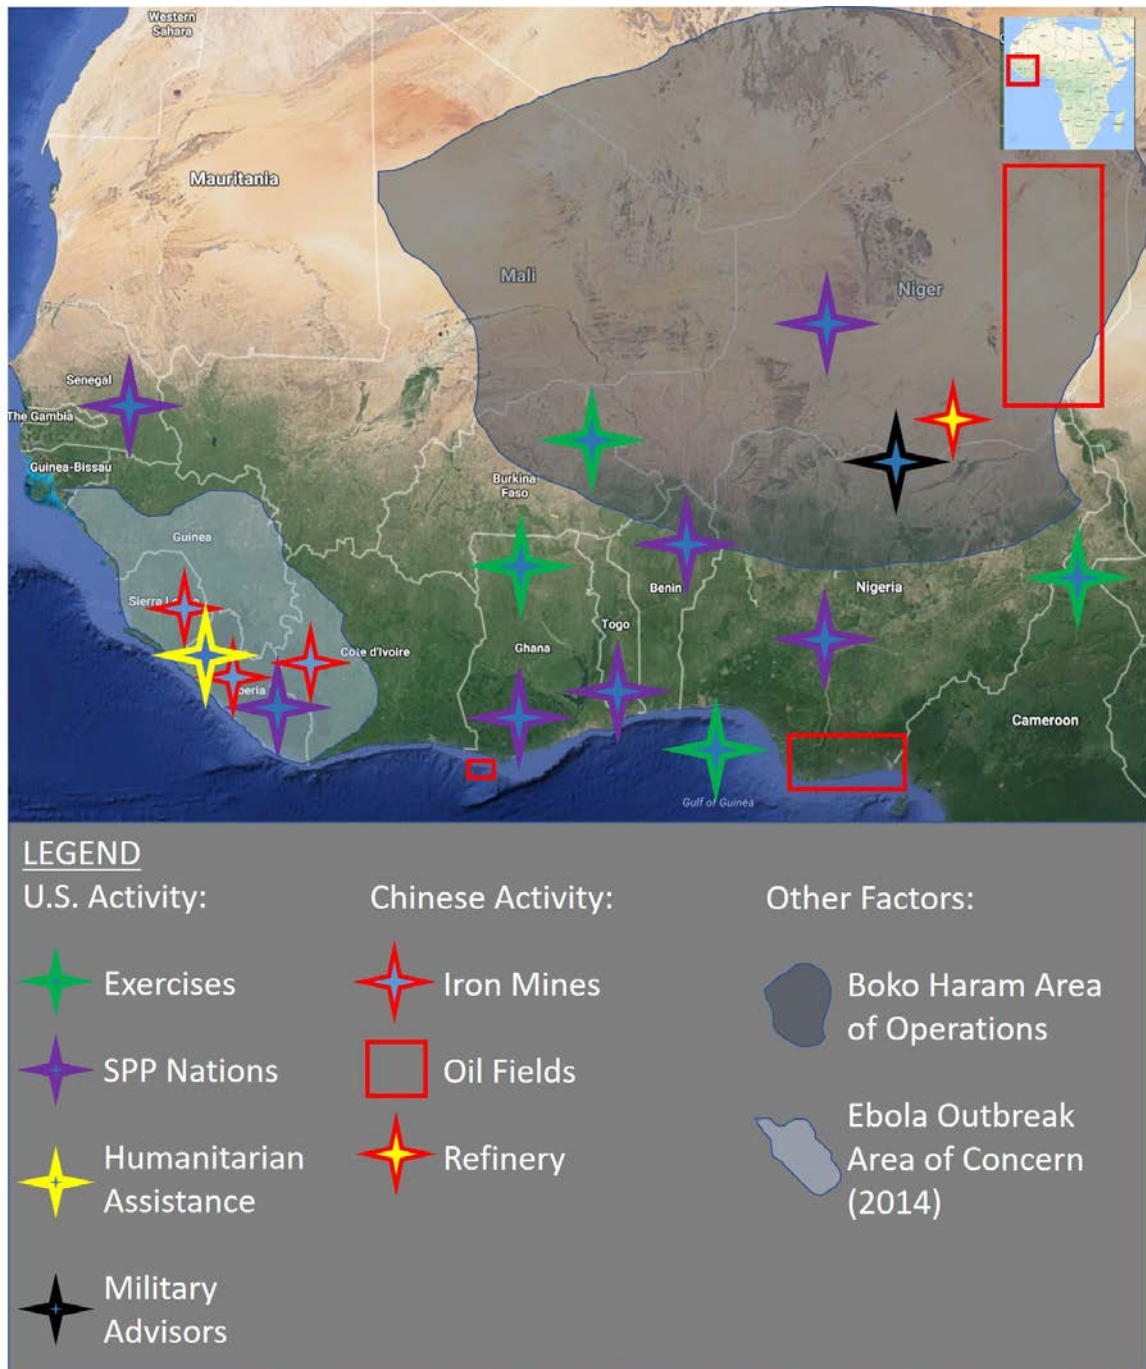 Western
Sahara
Mauritania
Mali
Niger
Senegal
The Gambia
Guinea-Bissau
Burkina
Faso
Guinea
Benin
Nigeria
Sierra
Togo
Ghana
Cote d'Ivoire
Cameroon
Gulf of Guinea
LEGEND
U.S. Activity:
Exercises
SPP Nations
Humanitarian
Assistance
Military
Advisors
Chinese Activity:
Iron Mines
Oil Fields
Refinery
Other Factors:
Boko Haram Area
of Operations
Ebola Outbreak
Area of Concern
(2014)